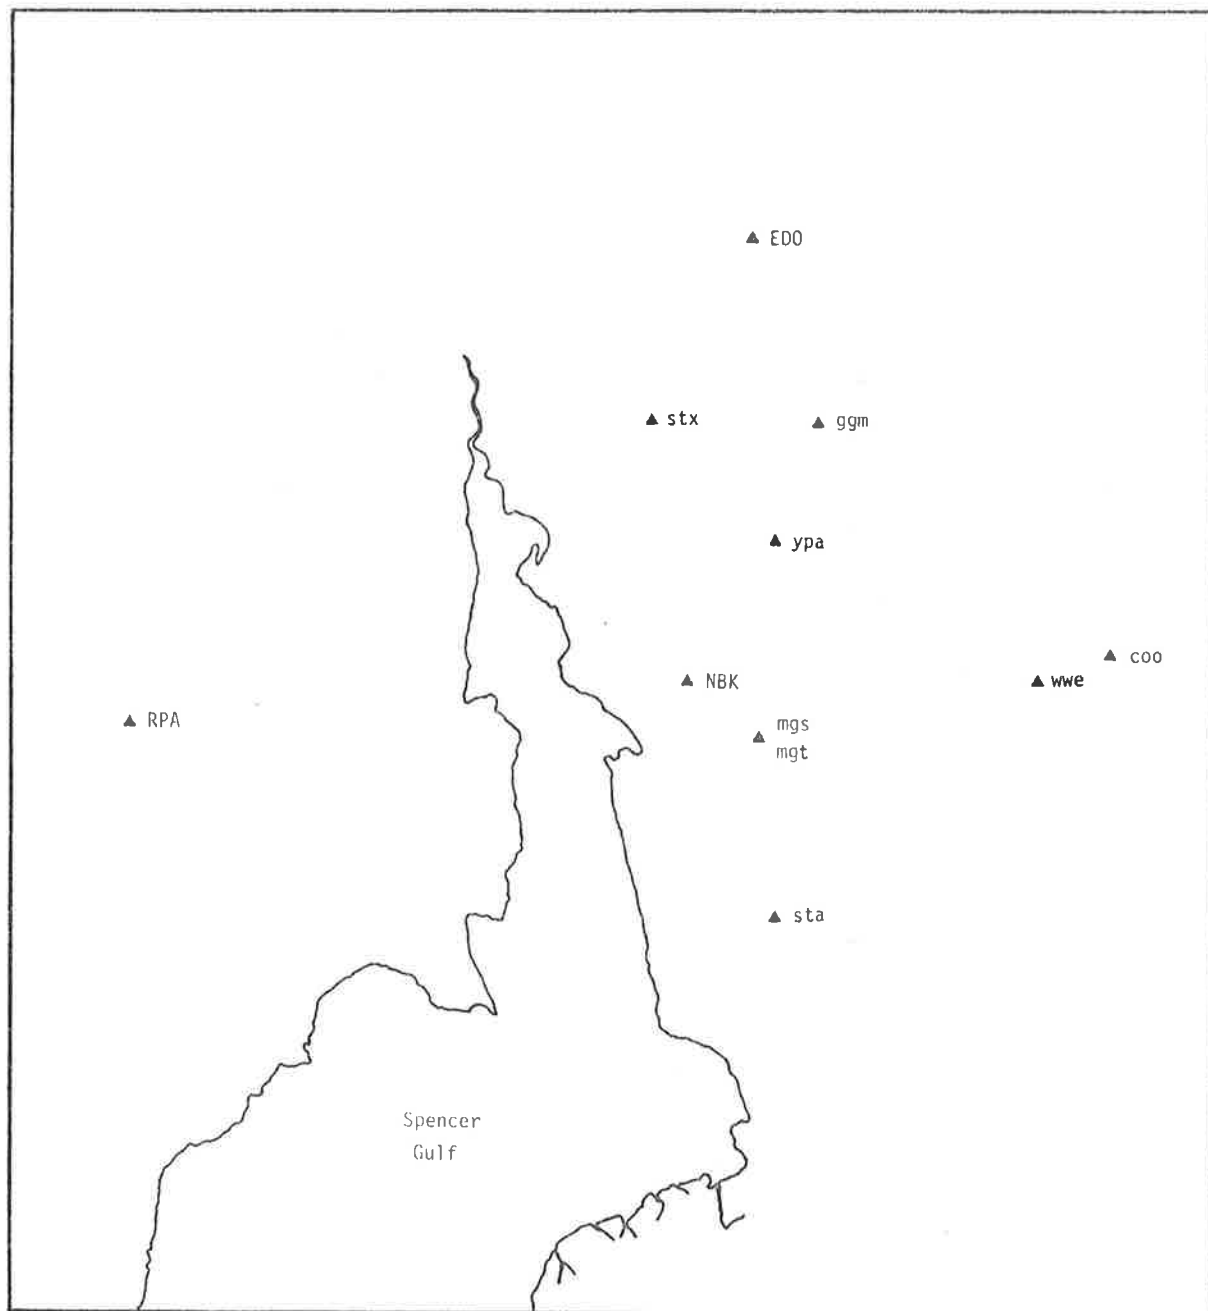 EDO
stx
ggm
ypa
coo
wwe
NBK
RPA
mgs
mgt
sta
Spencer
Gulf